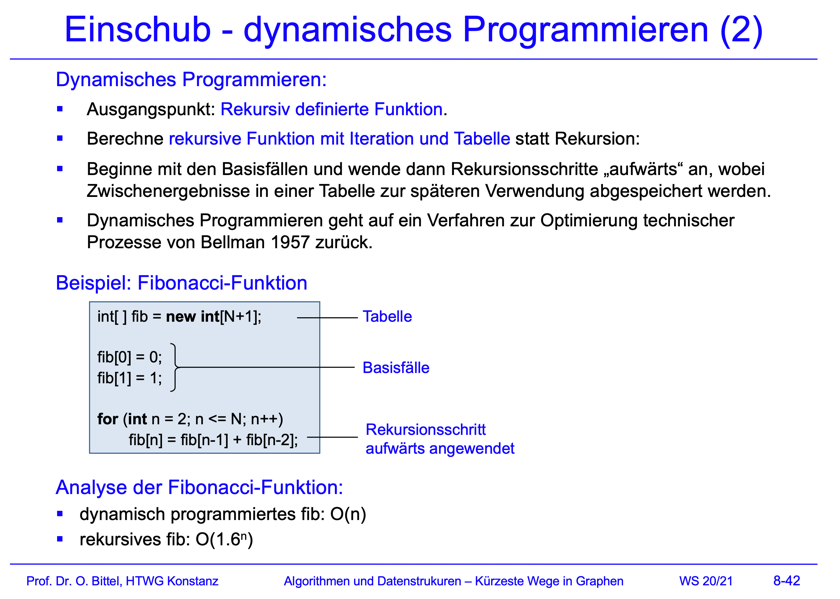 Einschub - dynamisches Programmieren (2)
Dynamisches Programmieren:
▪ Ausgangspunkt: Rekursiv definierte Funktion.
▪ Berechne rekursive Funktion mit Iteration und Tabelle statt Rekursion:
▪ Beginne mit den Basisfällen und wende dann Rekursionsschritte „aufwärts“ an, wobei
Zwischenergebnisse in einer Tabelle zur späteren Verwendung abgespeichert werden.
▪ Dynamisches Programmieren geht auf ein Verfahren zur Optimierung technischer
Prozesse von Bellman 1957 zurück.
Beispiel: Fibonacci-Funktion
int[ ] fib = new int[N+1];
Tabelle
fib[0] = 0;
fib[1] = 1;
Basisfälle
for (int n = 2; n <= N; n++)
fib[n] = fib[n-1] + fib[n-2];
Rekursionsschritt
aufwärts angewendet
Analyse der Fibonacci-Funktion:
▪ dynamisch programmiertes fib: O(n)
▪ rekursives fib: O(1.6ⁿ)
Prof. Dr. O. Bittel, HTWG Konstanz Algorithmen und Datenstrukuren – Kürzeste Wege in Graphen WS 20/21 8-42